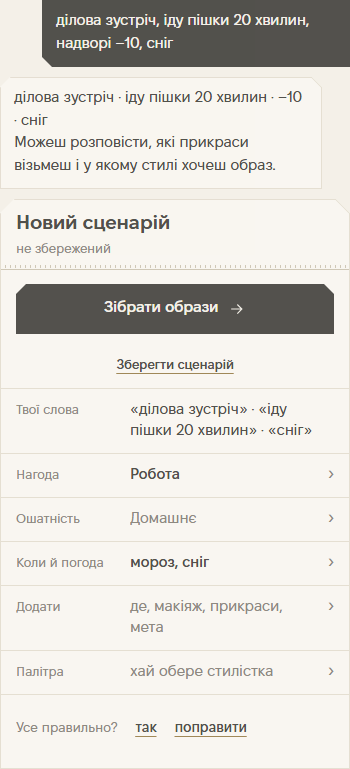 ділова зустріч, іду пішки 20 хвилин,
надворі −10, сніг
ділова зустріч · іду пішки 20 хвилин · −10
· сніг
Можеш розповісти, які прикраси
візьмеш і у якому стилі хочеш образ.
Новий сценарій
не збережений
Зібрати образи →
Зберегти сценарій
Твої слова «ділова зустріч» · «іду
пішки 20 хвилин» · «сніг»
Нагода Робота ›
Ошатність Домашнє ›
Коли й погода мороз, сніг ›
Додати де, макіяж, прикраси, ›
мета
Палітра хай обере стилістка ›
Усе правильно? так поправити